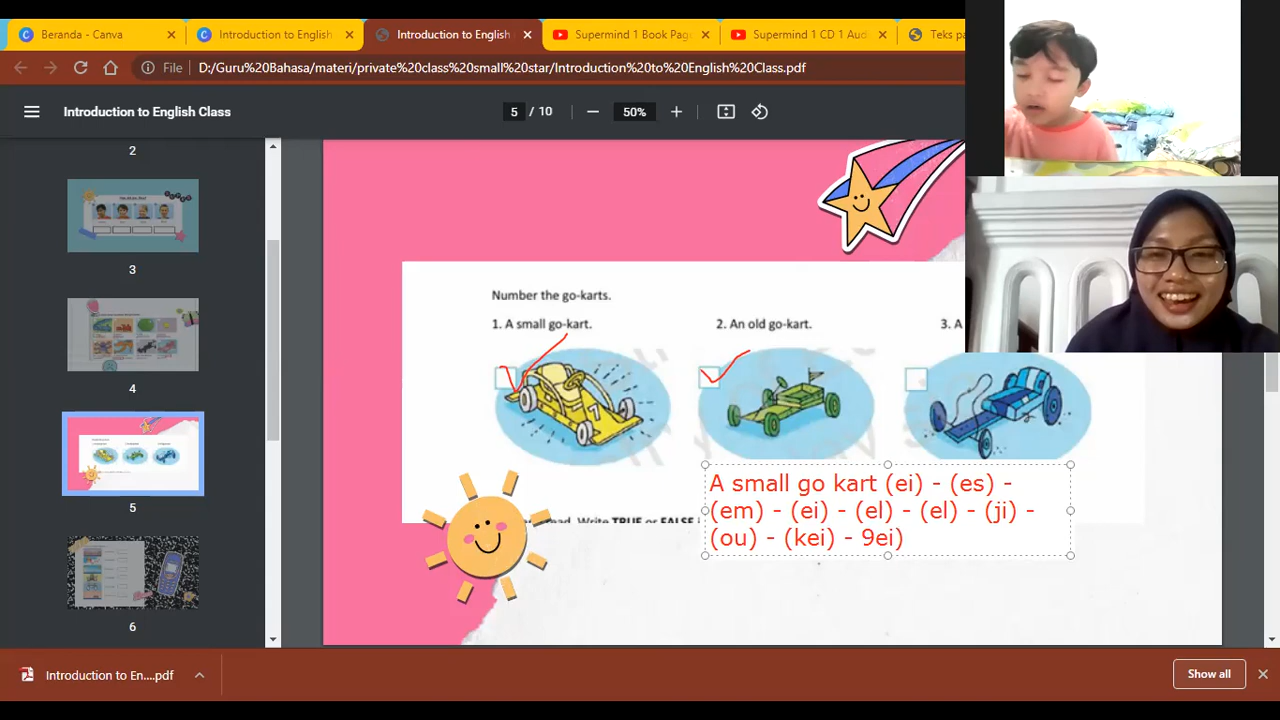 Beranda - Canva
Introduction to English
Introduction to English
Supermind 1 Book Pag
Supermind 1 CD 1 Aud
Teks pa
File D:/Guru%20Bahasa/materi/private%20class%20small%20star/Introduction%20to%20English%20Class.pdf
Introduction to English Class
5 / 10
50%
2
3
4
5
6
Number the go-karts.
1. A small go-kart.
2. An old go-kart.
3. A
A small go kart (ei) - (es) -
(em) - (ei) - (el) - (el) - (ji) -
(ou) - (kei) - 9ei)
read. Write TRUE or FALSE
Introduction to En....pdf
Show all